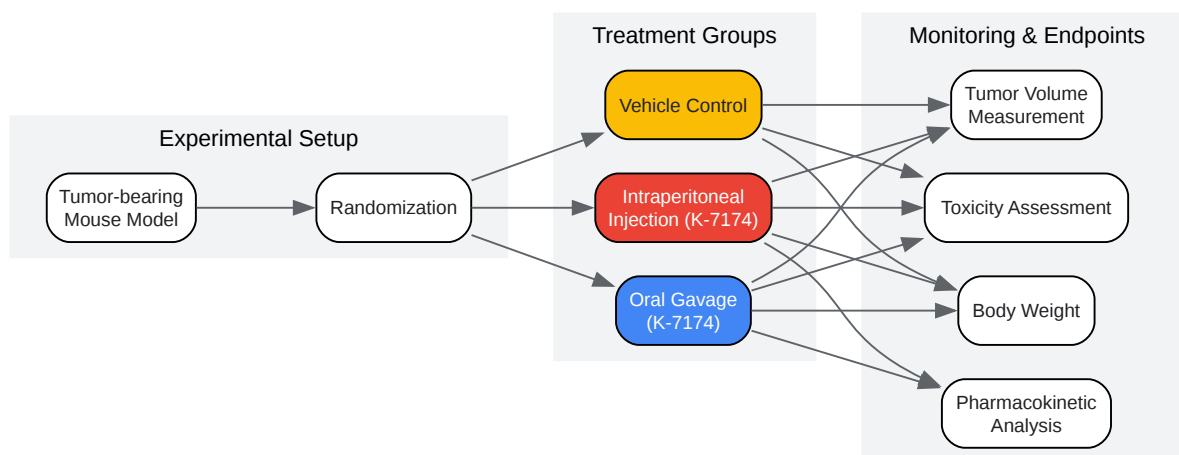 Experimental Setup
Tumor-bearing
Mouse Model
Randomization
Treatment Groups
Vehicle Control
Intraperitoneal
Injection (K-7174)
Oral Gavage
(K-7174)
Monitoring & Endpoints
Tumor Volume
Measurement
Toxicity Assessment
Body Weight
Pharmacokinetic
Analysis